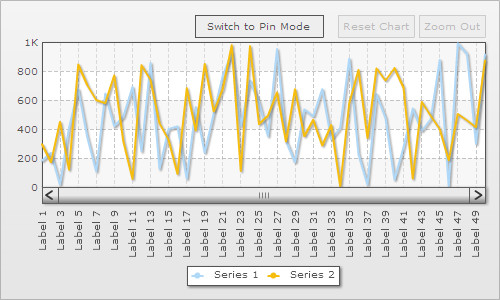 Switch to Pin Mode Reset Chart Zoom Out
1K
800
600
400
200
0
Label 1 Label 3 Label 5 Label 7 Label 9 Label 11 Label 13 Label 15 Label 17 Label 19 Label 21 Label 23 Label 25 Label 27 Label 29 Label 31 Label 33 Label 35 Label 37 Label 39 Label 41 Label 43 Label 45 Label 47 Label 49
Series 1 Series 2